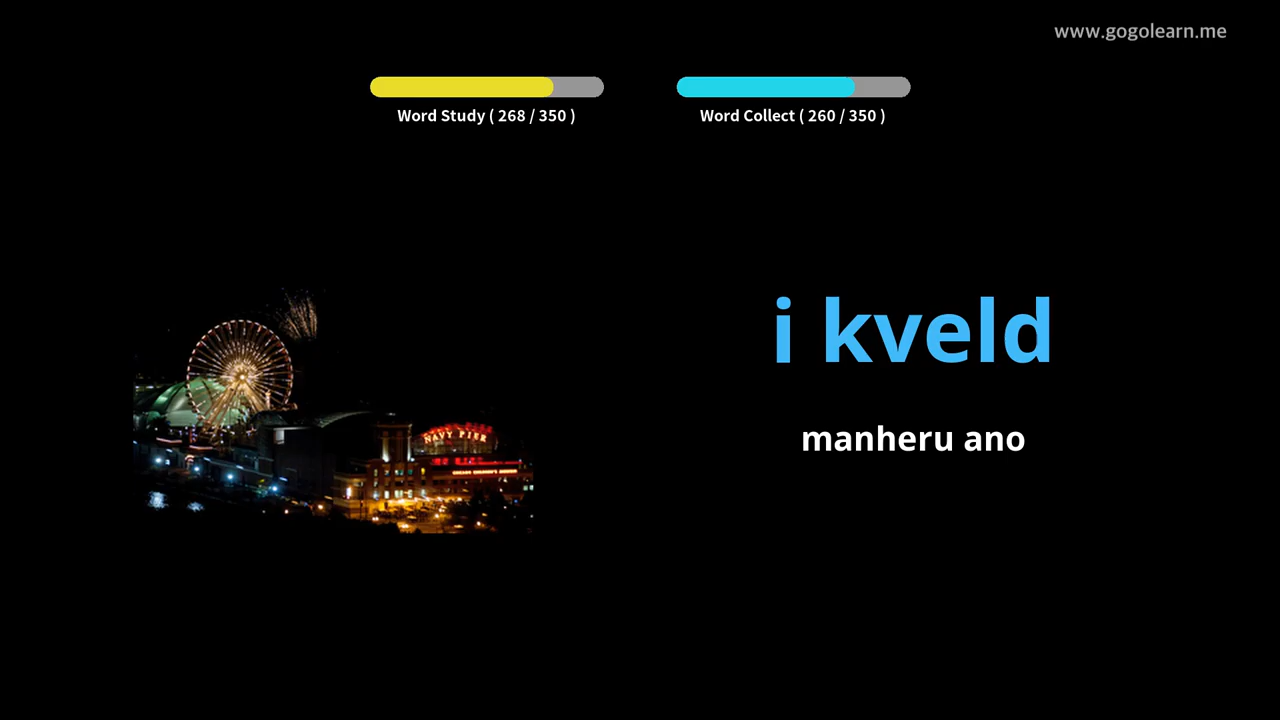 www.gogolearn.me
Word Study ( 268 / 350 )
Word Collect ( 260 / 350 )
i kveld
manheru ano
NAVY PIER